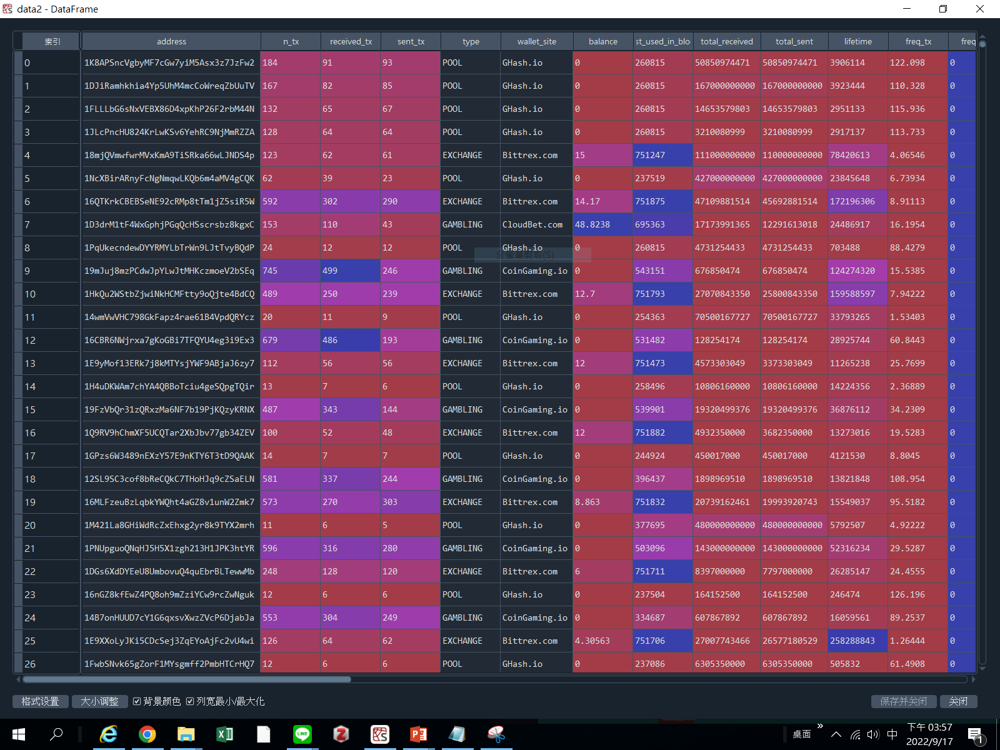 data2 - DataFrame
索引 address n_tx received_tx sent_tx type wallet_site balance st_used_in_blo total_received total_sent lifetime freq_tx freq
0 1K8APSncVgbyMF7cGw7yiM5Asx3z7JzFw2 184 91 93 POOL GHash.io 0 260815 50850974471 50850974471 3906114 122.098 0
1 1DJiRamhkhia4Yp5UhM4mcCoWreqZbUuTV 167 82 85 POOL GHash.io 0 260815 167000000000 167000000000 3923444 110.328 0
2 1FLLLbG6sNxVEBX86D4xpKhP26F2rbM44N 132 65 67 POOL GHash.io 0 260815 14653579803 14653579803 2951133 115.936 0
3 1JLcPncHU824KrLwKSv6YehRC9NjMmRZZA 128 64 64 POOL GHash.io 0 260815 3210080999 3210080999 2917137 113.733 0
4 18mjQVmwfwrMVxKmA9TiSRka66wLJNDS4p 123 62 61 EXCHANGE Bittrex.com 15 751247 111000000000 110000000000 78420613 4.06546 0
5 1NcXBirARnyFcNgNmqwLKQb6m4aMV4gCQK 62 39 23 POOL GHash.io 0 237519 427000000000 427000000000 23845648 6.73934 0
6 16QTKrkCBEBSeNE92cRMp8tTm1jZ5siR5W 592 302 290 EXCHANGE Bittrex.com 14.17 751875 47109881514 45692881514 172196306 8.91113 0
7 1D3drM1tF4WxGphjPGqQcHSscrsbz8kgxC 153 110 43 GAMBLING CloudBet.com 48.8238 695363 17173991365 12291613018 24486917 16.1954 0
8 1PqUkecndewDYYRMYLbTrWn9LJtTvyBQdP 24 12 12 POOL GHash.io 0 260815 4731254433 4731254433 703488 88.4279 0
9 19mJuj8mzPCdwJpYLwJtMHKczmoeV2bSEq 745 499 246 GAMBLING CoinGaming.io 0 543151 676850474 676850474 124274320 15.5385 0
10 1HkQu2WStbZjwiNkHCMFtty9oQjte4BdCQ 489 250 239 EXCHANGE Bittrex.com 12.7 751793 27070843350 25800843350 159588597 7.94222 0
11 14wmVwVHC798GkFapz4rae61B4VpdQRYcz 20 11 9 POOL GHash.io 0 254363 70500167727 70500167727 33793265 1.53403 0
12 16CBR6NWjrxa7gKoGBi7TFQYU4eg3i9Ex3 679 486 193 GAMBLING CoinGaming.io 0 531482 128254174 128254174 28925744 60.8443 0
13 1E9yMof13ERk7j8kMTYsjYWF9ABjaJ6zy7 112 56 56 EXCHANGE Bittrex.com 12 751473 4573303049 3373303049 11265238 25.7699 0
14 1H4uDKWAm7chYA4QBBoTciu4geSQpgTQir 13 7 6 POOL GHash.io 0 258496 10806160000 10806160000 14224356 2.36889 0
15 19FzVbQr31zQRxzMa6NF7b19PjKQzyKRNX 487 343 144 GAMBLING CoinGaming.io 0 539901 19320499376 19320499376 36876112 34.2309 0
16 1Q9RV9hChmXF5UCQTar2XbJbv77gb34ZEV 100 52 48 EXCHANGE Bittrex.com 12 751882 4932350000 3682350000 13273016 19.5283 0
17 1GPzs6W3489nEXzY57E9nKTY6T3tD9QAAK 14 7 7 POOL GHash.io 0 244924 450017000 450017000 4121530 8.8045 0
18 12SL9SC3cof8bReCQkC7THoHJq9cZSaELN 581 337 244 GAMBLING CoinGaming.io 0 396437 1898969510 1898969510 13821848 108.954 0
19 16MLFzeuBzLqbkYWQht4aGZ8v1unW2Zmk7 573 270 303 EXCHANGE Bittrex.com 8.863 751832 20739162461 19993920743 15549037 95.5182 0
20 1M421La8GHiWdRcZxEhxg2yr8k9TYX2mrh 11 6 5 POOL GHash.io 0 377695 480000000000 480000000000 5792507 4.92222 0
21 1PNUpguoQNqHJ5H5X1zgh213H1JPK3htYR 596 316 280 GAMBLING CoinGaming.io 0 503096 143000000000 143000000000 52316234 29.5287 0
22 1DGs6XdDYEeU8UmbovuQ4quEbrBLTewwMb 248 128 120 EXCHANGE Bittrex.com 6 751711 8397000000 7797000000 26285147 24.4555 0
23 16nGZ8kfEwZ4PQ8oh9mZziYCw9rcZwNguk 12 6 6 POOL GHash.io 0 237504 164152500 164152500 246474 126.196 0
24 14B7onHUUD7cY1G6qxsvXwzZVcP6DjabJa 553 304 249 GAMBLING CoinGaming.io 0 334687 607867892 607867892 16059561 89.2537 0
25 1E9XXoLyJKi5CDcSej3ZqEYoAjFc2vU4wi 126 64 62 EXCHANGE Bittrex.com 4.30563 751706 27007743466 26577180529 258288843 1.26444 0
26 1FwbSNvk65gZorF1MYsgmff2PmbHTCrHQ7 12 6 6 POOL GHash.io 0 237086 6305350000 6305350000 505832 61.4908 0
格式设置 大小调整 背景颜色 列宽最小/最大化 保存并关闭 关闭
LINE
桌面 中 下午 03:57
2022/9/17
1